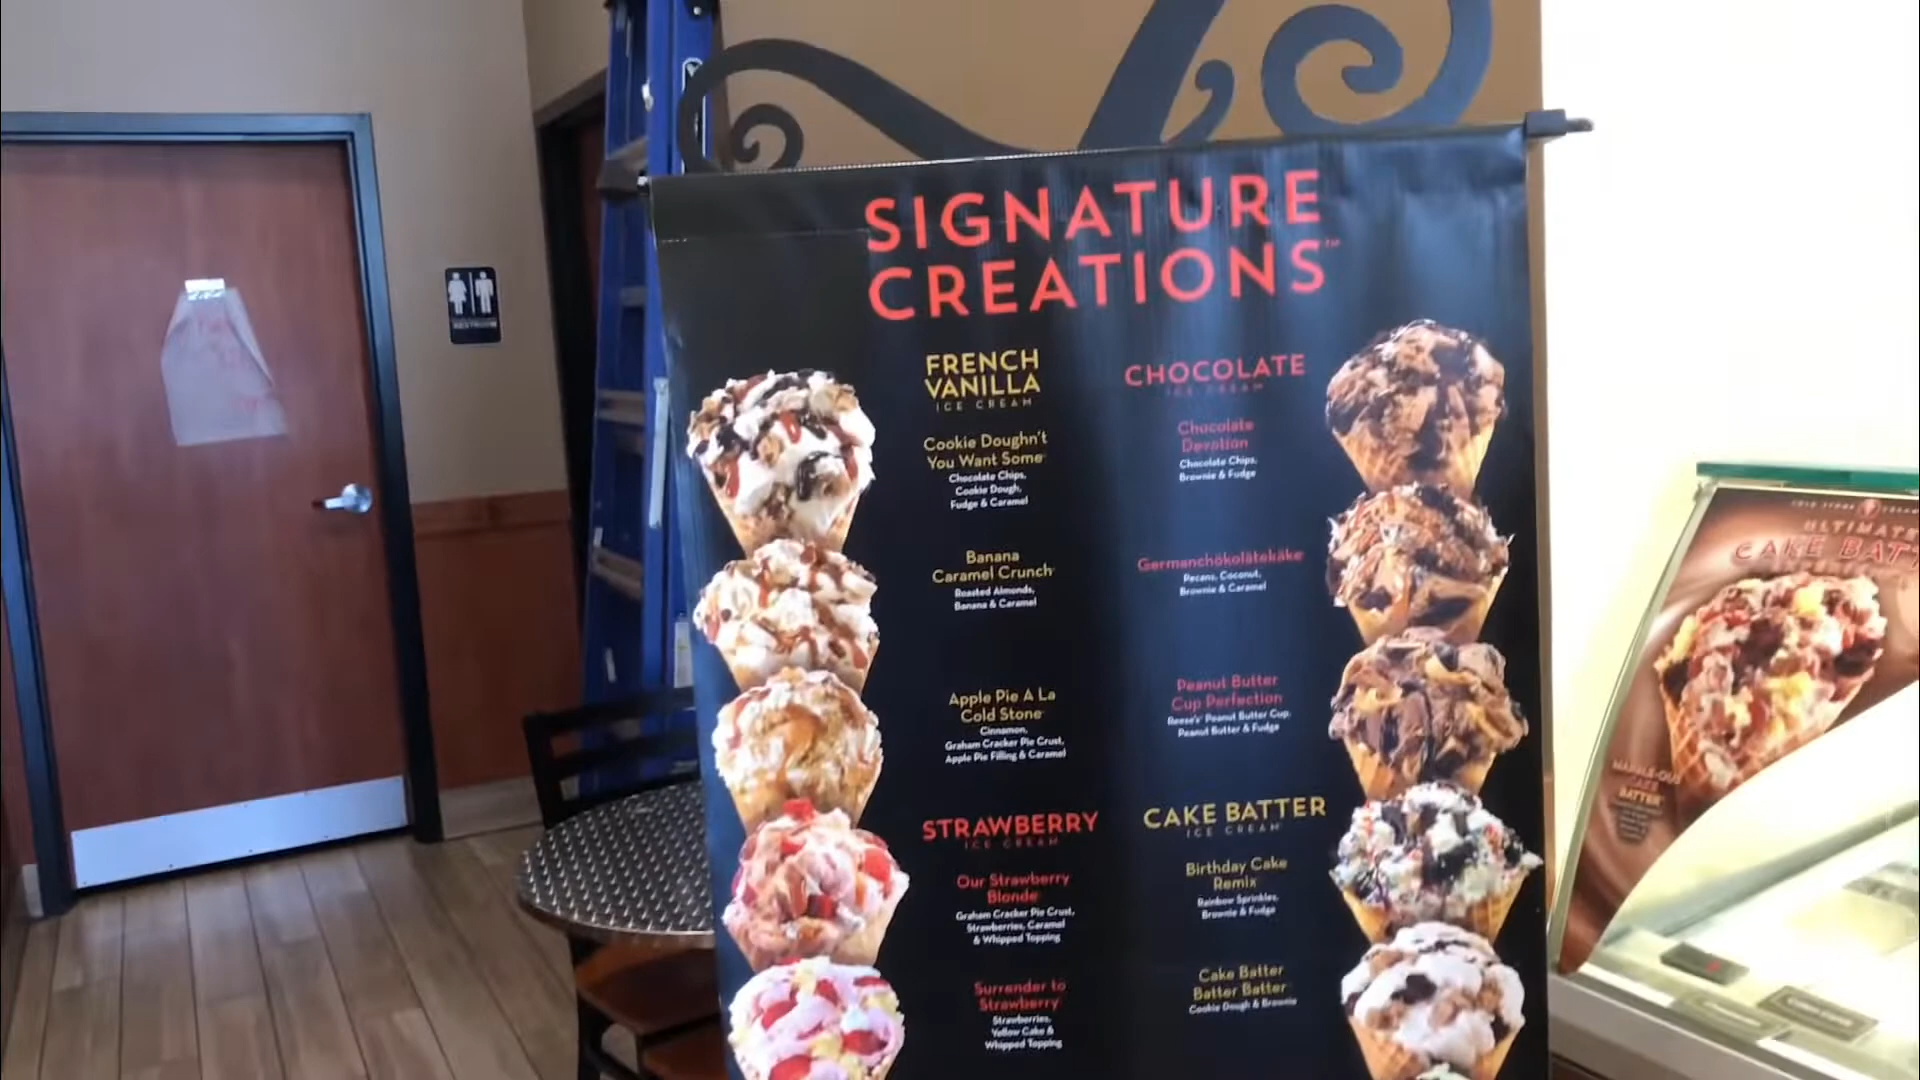 RESTROOM
SIGNATURE
CREATIONS™
FRENCH
VANILLA
ICE CREAM
Cookie Doughn't
You Want Some®
Chocolate Chips,
Cookie Dough,
Fudge & Caramel
Banana
Caramel Crunch®
Roasted Almonds,
Banana & Caramel
Apple Pie A La
Cold Stone®
Cinnamon,
Graham Cracker Pie Crust,
Apple Pie Filling & Caramel
STRAWBERRY
ICE CREAM
Our Strawberry
Blonde
Graham Cracker Pie Crust,
Strawberries, Caramel
& Whipped Topping
Surrender to
Strawberry
Strawberries,
Yellow Cake &
Whipped Topping
CHOCOLATE
ICE CREAM
Chocolate
Devotion
Chocolate Chips,
Brownie & Fudge
Germanchökolätekäke
Pecans, Coconut,
Brownie & Caramel
Peanut Butter
Cup Perfection
Reese's® Peanut Butter Cup,
Peanut Butter & Fudge
CAKE BATTER
ICE CREAM
Birthday Cake
Remix
Rainbow Sprinkles,
Brownie & Fudge
Cake Batter
Batter Batter
Cookie Dough & Brownie
ULTIMATE
CAKE BAT
CAKE
BATTER